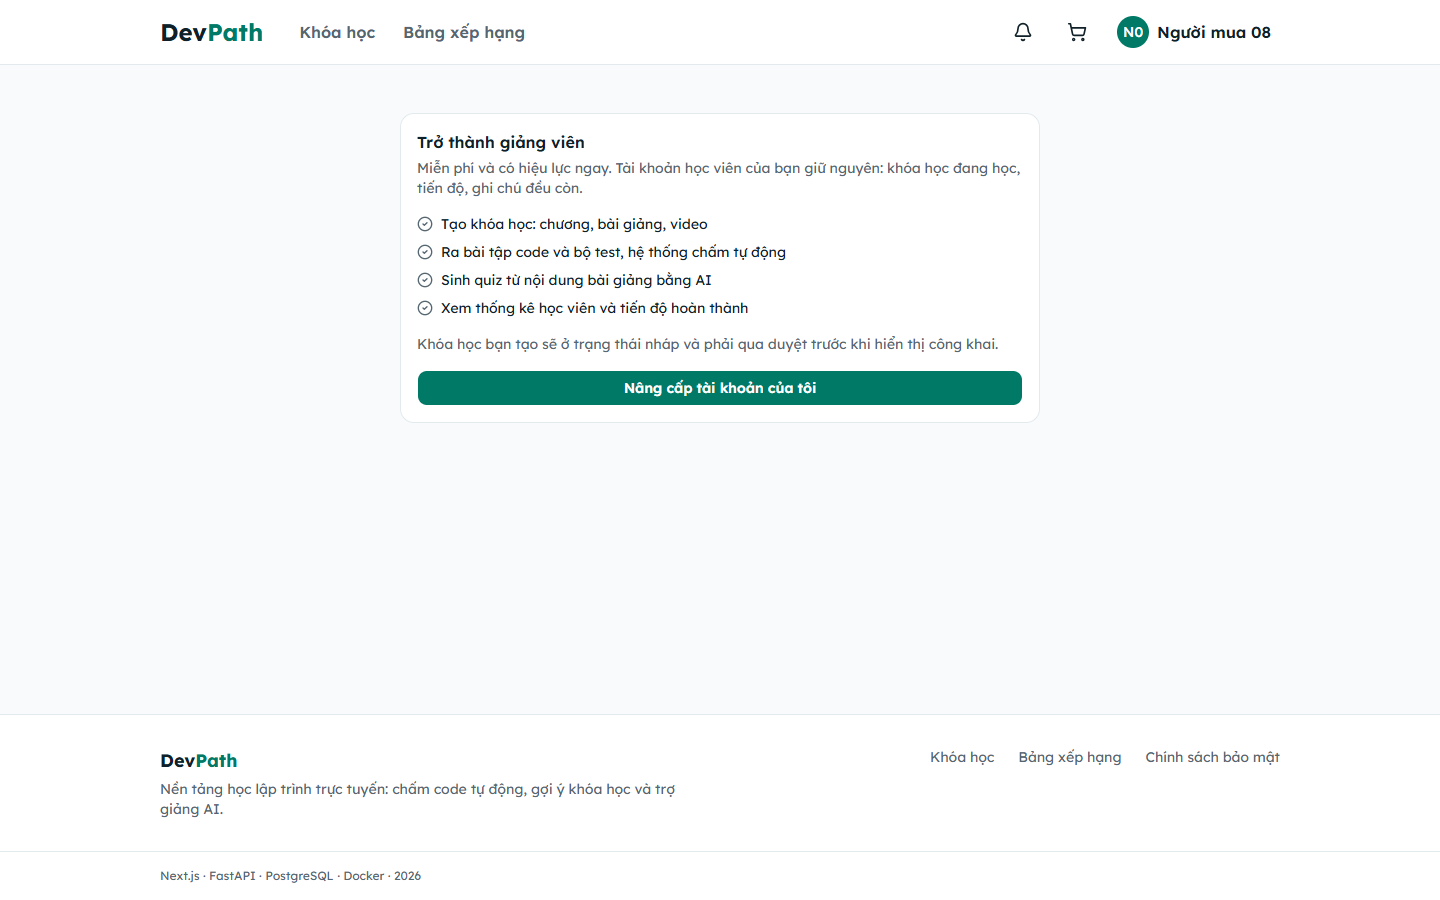 DevPath
Khóa học
Bảng xếp hạng
N0
Người mua 08
Trở thành giảng viên
Miễn phí và có hiệu lực ngay. Tài khoản học viên của bạn giữ nguyên: khóa học đang học,
tiến độ, ghi chú đều còn.
Tạo khóa học: chương, bài giảng, video
Ra bài tập code và bộ test, hệ thống chấm tự động
Sinh quiz từ nội dung bài giảng bằng AI
Xem thống kê học viên và tiến độ hoàn thành
Khóa học bạn tạo sẽ ở trạng thái nháp và phải qua duyệt trước khi hiển thị công khai.
Nâng cấp tài khoản của tôi
DevPath
Nền tảng học lập trình trực tuyến: chấm code tự động, gợi ý khóa học và trợ
giảng AI.
Khóa học
Bảng xếp hạng
Chính sách bảo mật
Next.js · FastAPI · PostgreSQL · Docker · 2026